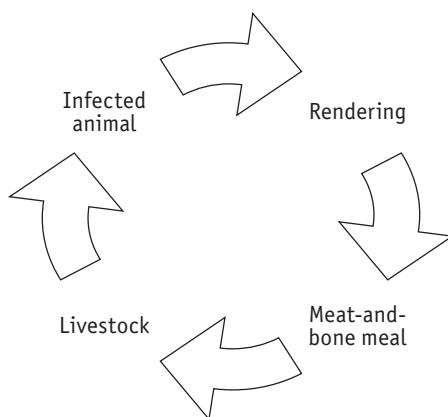 Infected
animal
Rendering
Meat-and-
bone meal
Livestock